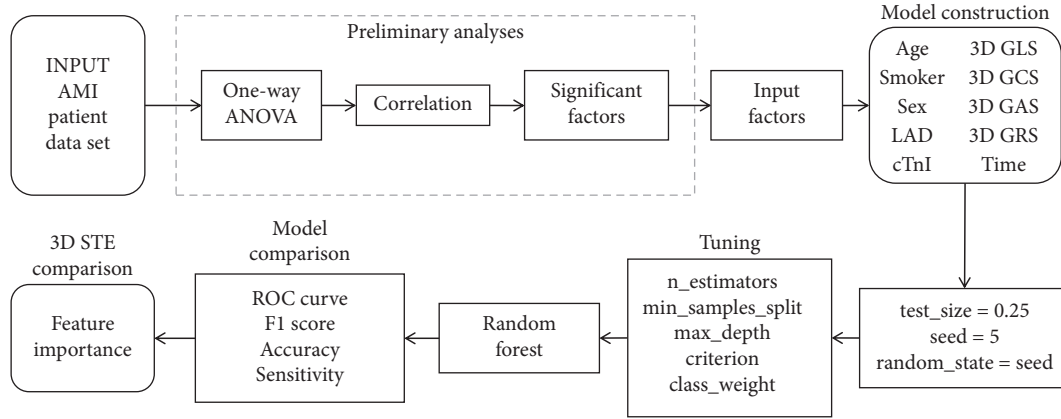 INPUT
AMI
patient
data set
Preliminary analyses
One-way
ANOVA
Correlation
Significant
factors
Input
factors
Model construction
Age 3D GLS
Smoker 3D GCS
Sex 3D GAS
LAD 3D GRS
cTnI Time
test_size = 0.25
seed = 5
random_state = seed
Tuning
n_estimators
min_samples_split
max_depth
criterion
class_weight
Random
forest
Model
comparison
ROC curve
F1 score
Accuracy
Sensitivity
3D STE
comparison
Feature
importance